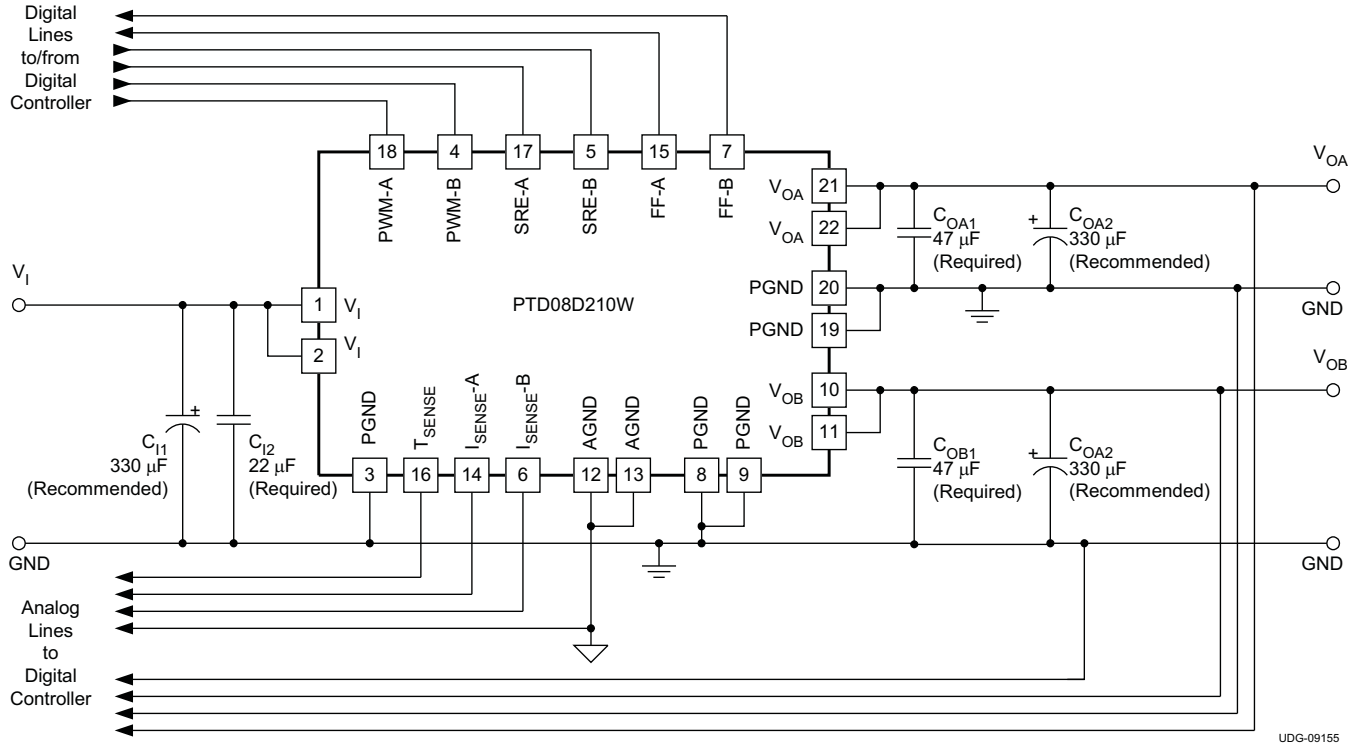 Digital
Lines
to/from
Digital
Controller
18
4
17
5
15
7
PWM-A
PWM-B
SRE-A
SRE-B
FF-A
FF-B
V_OA
21
V_OA
22
V_OA
C_OA1
47 μF
(Required)
+
C_OA2
330 μF
(Recommended)
PGND
20
PGND
19
GND
V_I
1
V_I
2
V_I
PTD08D210W
V_OB
10
V_OB
11
V_OB
PGND
T_SENSE
I_SENSE-A
I_SENSE-B
AGND
AGND
PGND
PGND
3
16
14
6
12
13
8
9
+
C_I1
330 μF
(Recommended)
C_I2
22 μF
(Required)
C_OB1
47 μF
(Required)
+
C_OA2
330 μF
(Recommended)
GND
GND
Analog
Lines
to
Digital
Controller
UDG-09155